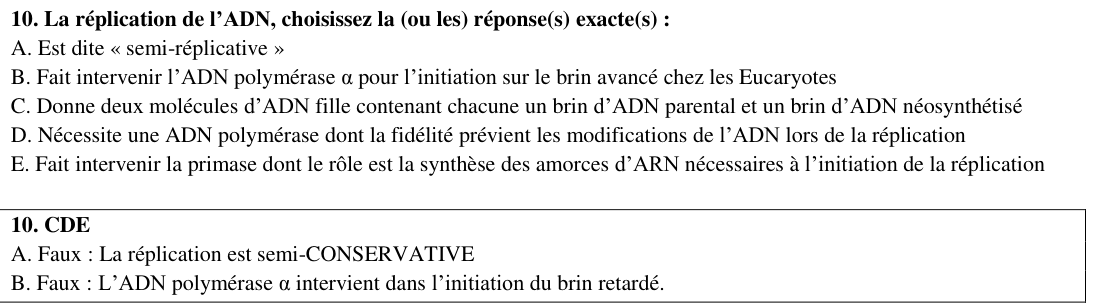 10. La réplication de l’ADN, choisissez la (ou les) réponse(s) exacte(s) :
A. Est dite « semi-réplicative »
B. Fait intervenir l’ADN polymérase α pour l’initiation sur le brin avancé chez les Eucaryotes
C. Donne deux molécules d’ADN fille contenant chacune un brin d’ADN parental et un brin d’ADN néosynthétisé
D. Nécessite une ADN polymérase dont la fidélité prévient les modifications de l’ADN lors de la réplication
E. Fait intervenir la primase dont le rôle est la synthèse des amorces d’ARN nécessaires à l’initiation de la réplication
10. CDE
A. Faux : La réplication est semi-CONSERVATIVE
B. Faux : L’ADN polymérase α intervient dans l’initiation du brin retardé.